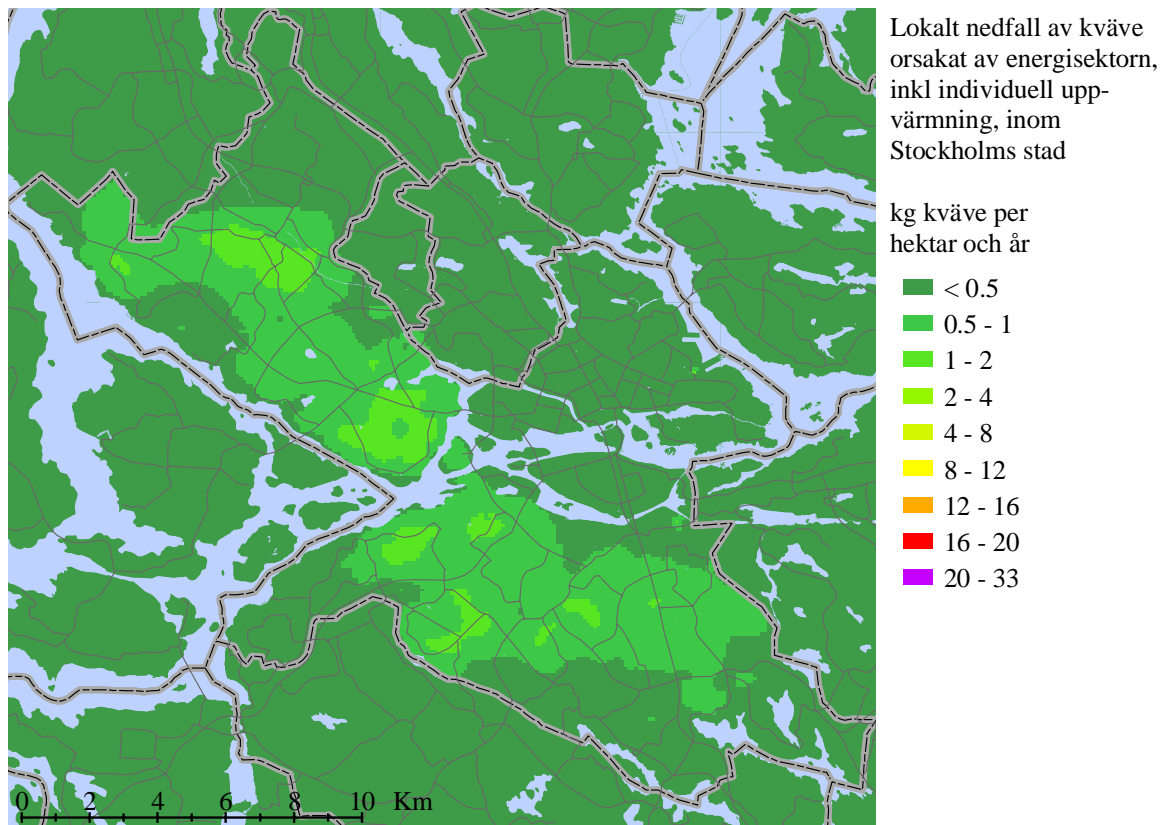 Lokalt nedfall av kväve
orsakat av energisektorn,
inkl individuell upp-
värmning, inom
Stockholms stad
kg kväve per
hektar och år
< 0.5
0.5 - 1
1 - 2
2 - 4
4 - 8
8 - 12
12 - 16
16 - 20
20 - 33
0 2 4 6 8 10 Km